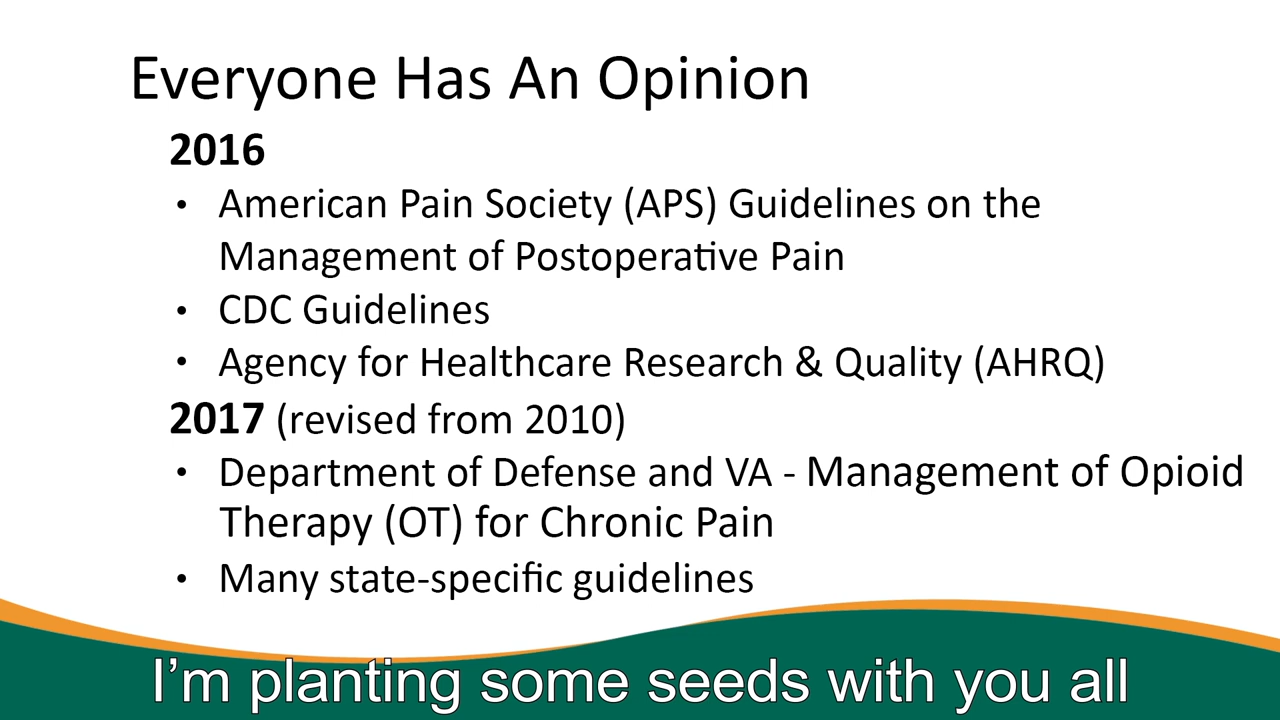 Everyone Has An Opinion
2016
• American Pain Society (APS) Guidelines on the
Management of Postoperative Pain
• CDC Guidelines
• Agency for Healthcare Research & Quality (AHRQ)
2017 (revised from 2010)
• Department of Defense and VA - Management of Opioid
Therapy (OT) for Chronic Pain
• Many state-specific guidelines
I’m planting some seeds with you all